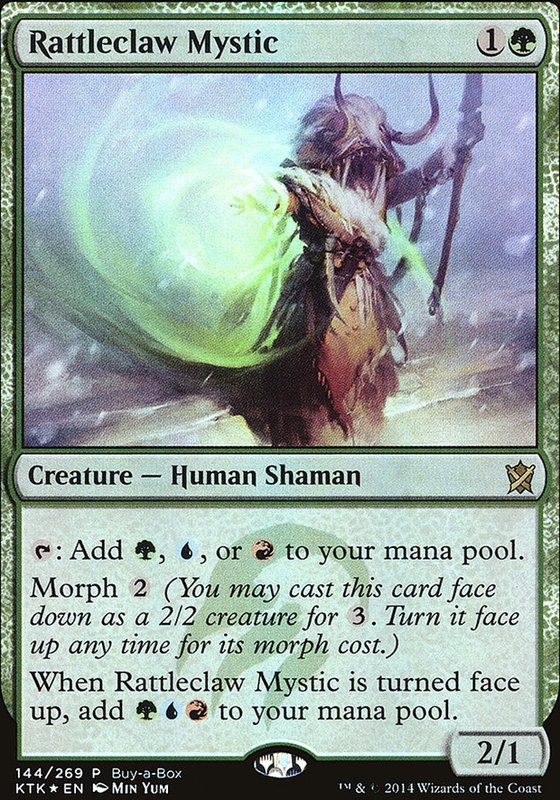 Rattleclaw Mystic 1
Creature — Human Shaman
: Add , , or to your mana pool.
Morph 2 (You may cast this card face
down as a 2/2 creature for 3. Turn it face
up any time for its morph cost.)
When Rattleclaw Mystic is turned face
up, add to your mana pool.
2/1
144/269 P Buy-a-Box
KTK ★ EN Min Yum
™ & © 2014 Wizards of the Coast